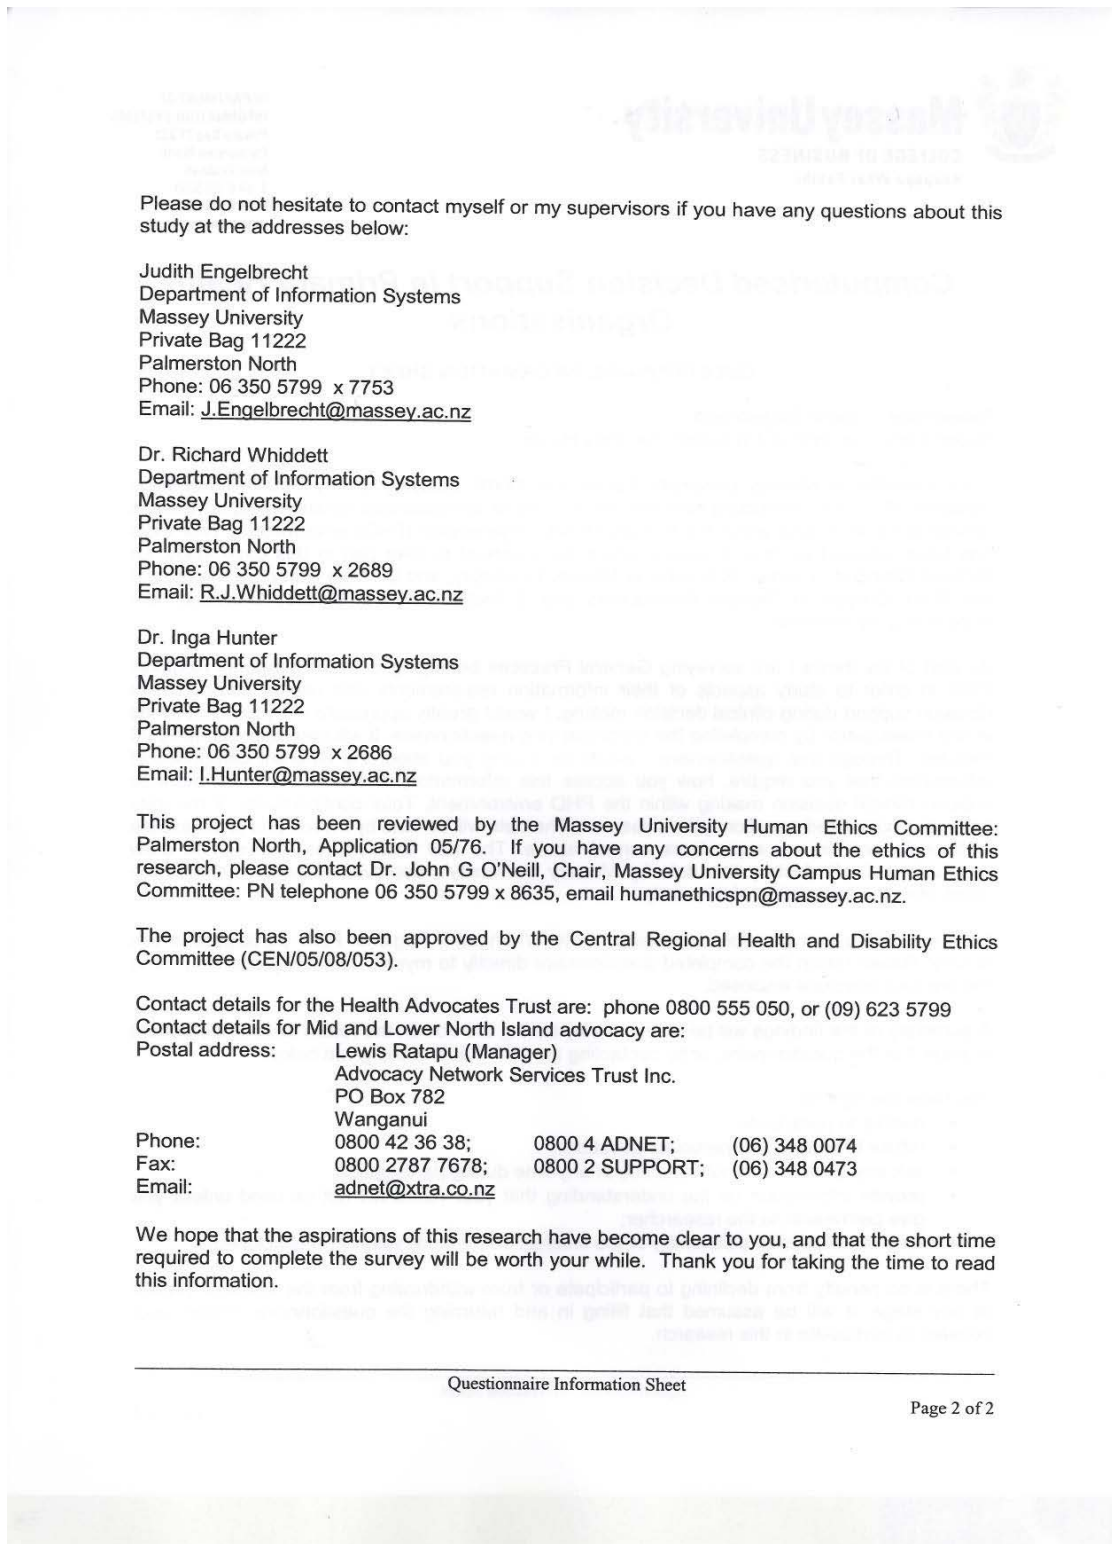 Please do not hesitate to contact myself or my supervisors if you have any questions about this
study at the addresses below:
Judith Engelbrecht
Department of Information Systems
Massey University
Private Bag 11222
Palmerston North
Phone: 06 350 5799 x 7753
Email: J.Engelbrecht@massey.ac.nz
Dr. Richard Whiddett
Department of Information Systems
Massey University
Private Bag 11222
Palmerston North
Phone: 06 350 5799 x 2689
Email: R.J.Whiddett@massey.ac.nz
Dr. Inga Hunter
Department of Information Systems
Massey University
Private Bag 11222
Palmerston North
Phone: 06 350 5799 x 2686
Email: I.Hunter@massey.ac.nz
This project has been reviewed by the Massey University Human Ethics Committee:
Palmerston North, Application 05/76. If you have any concerns about the ethics of this
research, please contact Dr. John G O'Neill, Chair, Massey University Campus Human Ethics
Committee: PN telephone 06 350 5799 x 8635, email humanethicspn@massey.ac.nz.
The project has also been approved by the Central Regional Health and Disability Ethics
Committee (CEN/05/08/053).
Contact details for the Health Advocates Trust are: phone 0800 555 050, or (09) 623 5799
Contact details for Mid and Lower North Island advocacy are:
Postal address: Lewis Ratapu (Manager)
Advocacy Network Services Trust Inc.
PO Box 782
Wanganui
Phone: 0800 42 36 38; 0800 4 ADNET; (06) 348 0074
Fax: 0800 2787 7678; 0800 2 SUPPORT; (06) 348 0473
Email: adnet@xtra.co.nz
We hope that the aspirations of this research have become clear to you, and that the short time
required to complete the survey will be worth your while. Thank you for taking the time to read
this information.
Questionnaire Information Sheet
Page 2 of 2